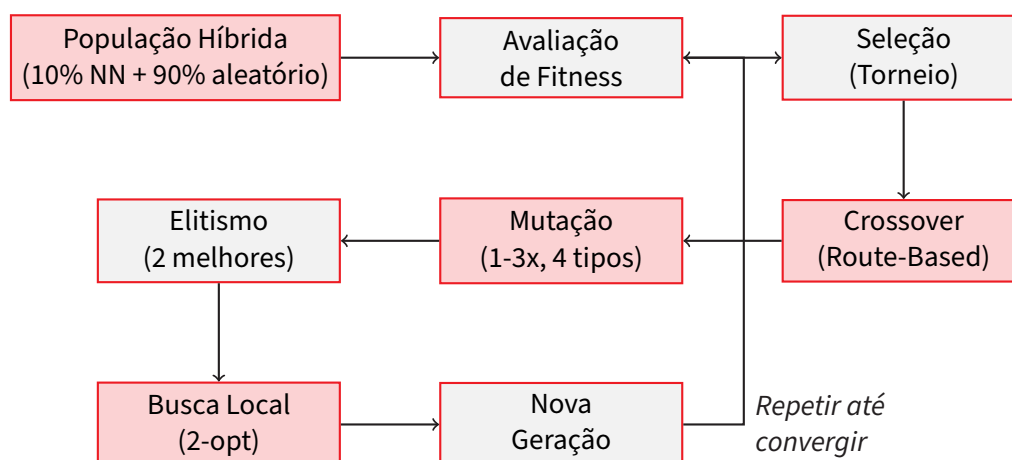 População Híbrida
(10% NN + 90% aleatório)
Avaliação
de Fitness
Seleção
(Torneio)
Crossover
(Route-Based)
Mutação
(1-3x, 4 tipos)
Elitismo
(2 melhores)
Busca Local
(2-opt)
Nova
Geração
Repetir até
convergir